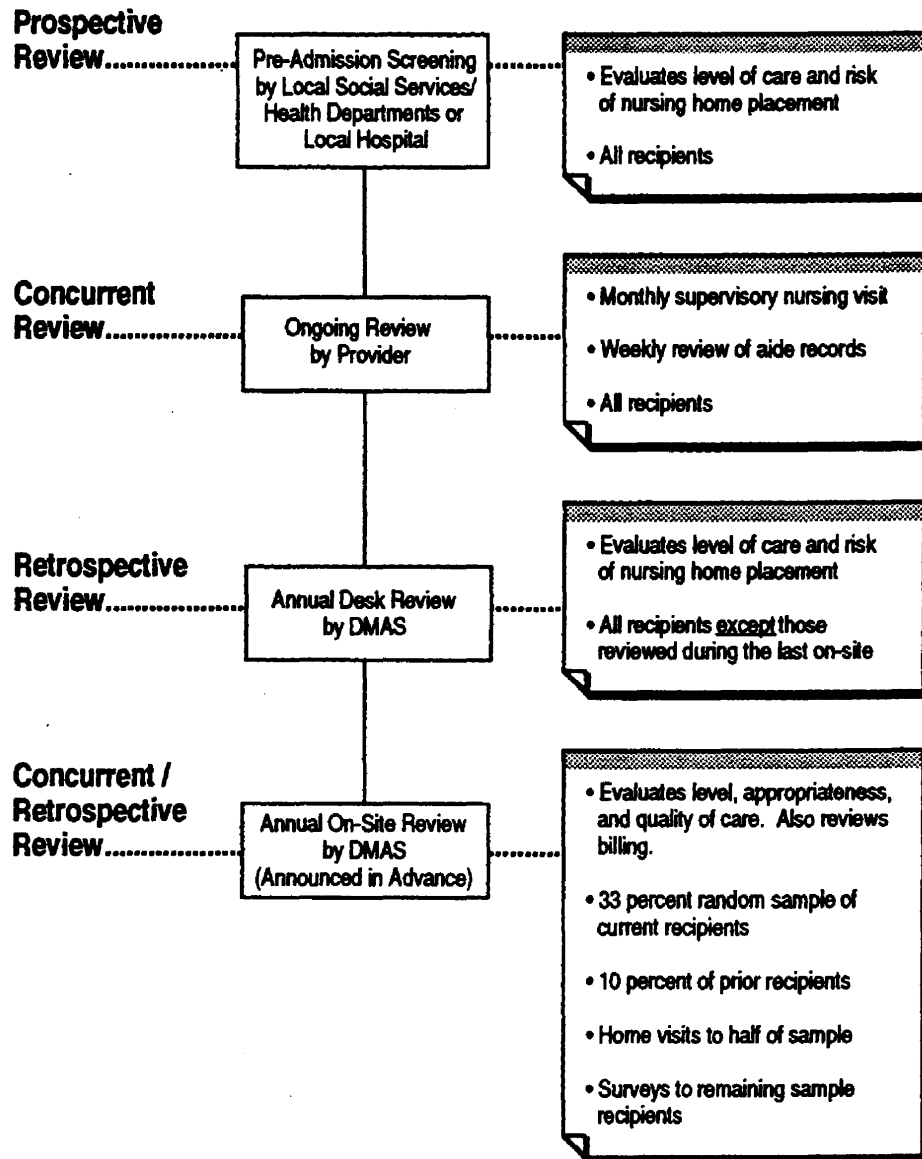 Prospective
Review
Pre-Admission Screening
by Local Social Services/
Health Departments or
Local Hospital
• Evaluates level of care and risk
of nursing home placement
• All recipients
Concurrent
Review
Ongoing Review
by Provider
• Monthly supervisory nursing visit
• Weekly review of aide records
• All recipients
Retrospective
Review
Annual Desk Review
by DMAS
• Evaluates level of care and risk
of nursing home placement
• All recipients except those
reviewed during the last on-site
Concurrent /
Retrospective
Review
Annual On-Site Review
by DMAS
(Announced in Advance)
• Evaluates level, appropriateness,
and quality of care. Also reviews
billing.
• 33 percent random sample of
current recipients
• 10 percent of prior recipients
• Home visits to half of sample
• Surveys to remaining sample
recipients